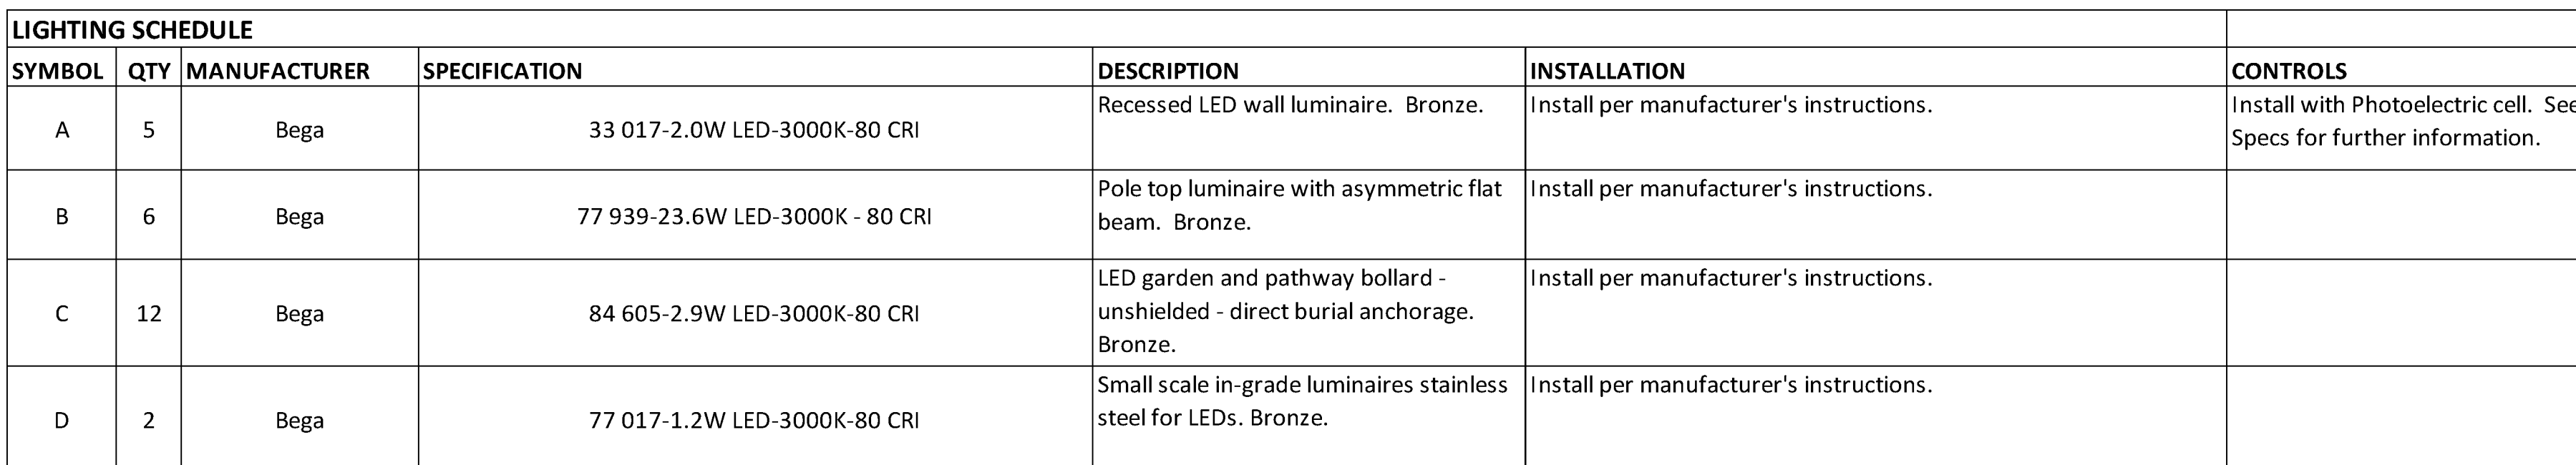 LIGHTING SCHEDULE
SYMBOL QTY MANUFACTURER SPECIFICATION DESCRIPTION INSTALLATION CONTROLS
A 5 Bega 33 017-2.0W LED-3000K-80 CRI Recessed LED wall luminaire.  Bronze. Install per manufacturer's instructions. Install with Photoelectric cell.  See
Specs for further information.
B 6 Bega 77 939-23.6W LED-3000K - 80 CRI Pole top luminaire with asymmetric flat Install per manufacturer's instructions.
beam.  Bronze.
C 12 Bega 84 605-2.9W LED-3000K-80 CRI LED garden and pathway bollard - Install per manufacturer's instructions.
unshielded - direct burial anchorage.
Bronze.
D 2 Bega 77 017-1.2W LED-3000K-80 CRI Small scale in-grade luminaires stainless Install per manufacturer's instructions.
steel for LEDs. Bronze.